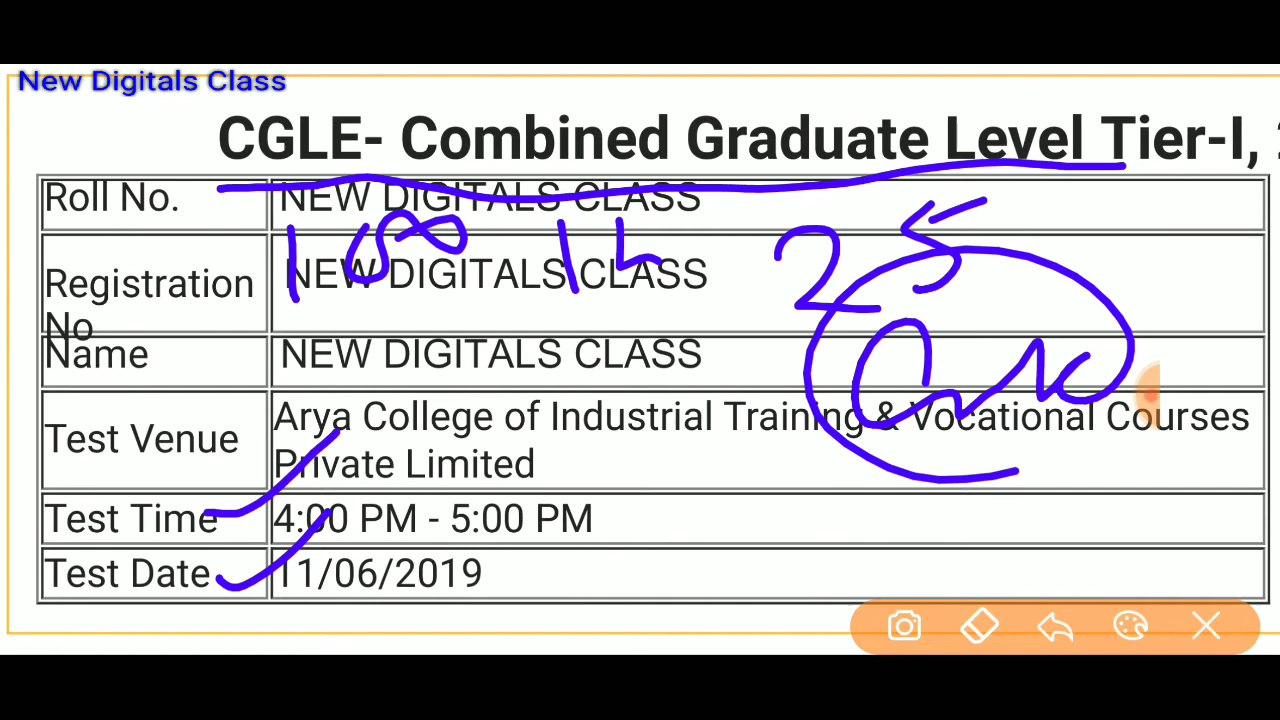 New Digitals Class
CGLE- Combined Graduate Level Tier-I,
Roll No. NEW DIGITALS CLASS
Registration No NEW DIGITALS CLASS
Name NEW DIGITALS CLASS
Test Venue Arya College of Industrial Training & Vocational Courses
Private Limited
Test Time 4:00 PM - 5:00 PM
Test Date 11/06/2019
25